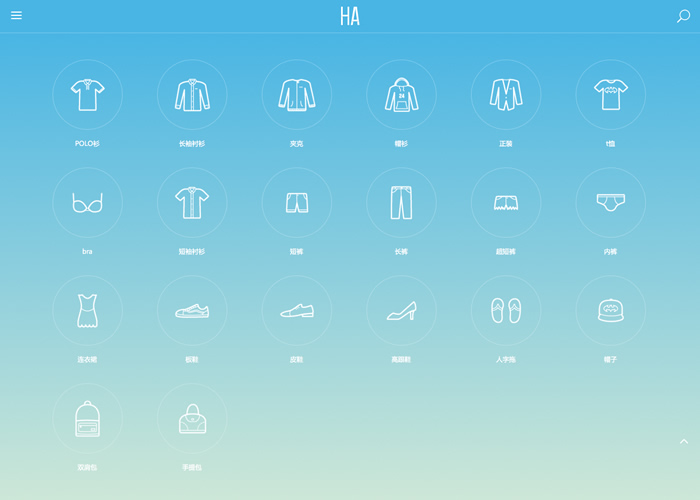 HA
POLO衫
长袖衬衫
夹克
帽衫
正装
t恤
bra
短袖衬衫
短裤
长裤
超短裤
内裤
连衣裙
板鞋
皮鞋
高跟鞋
人字拖
帽子
双肩包
手提包